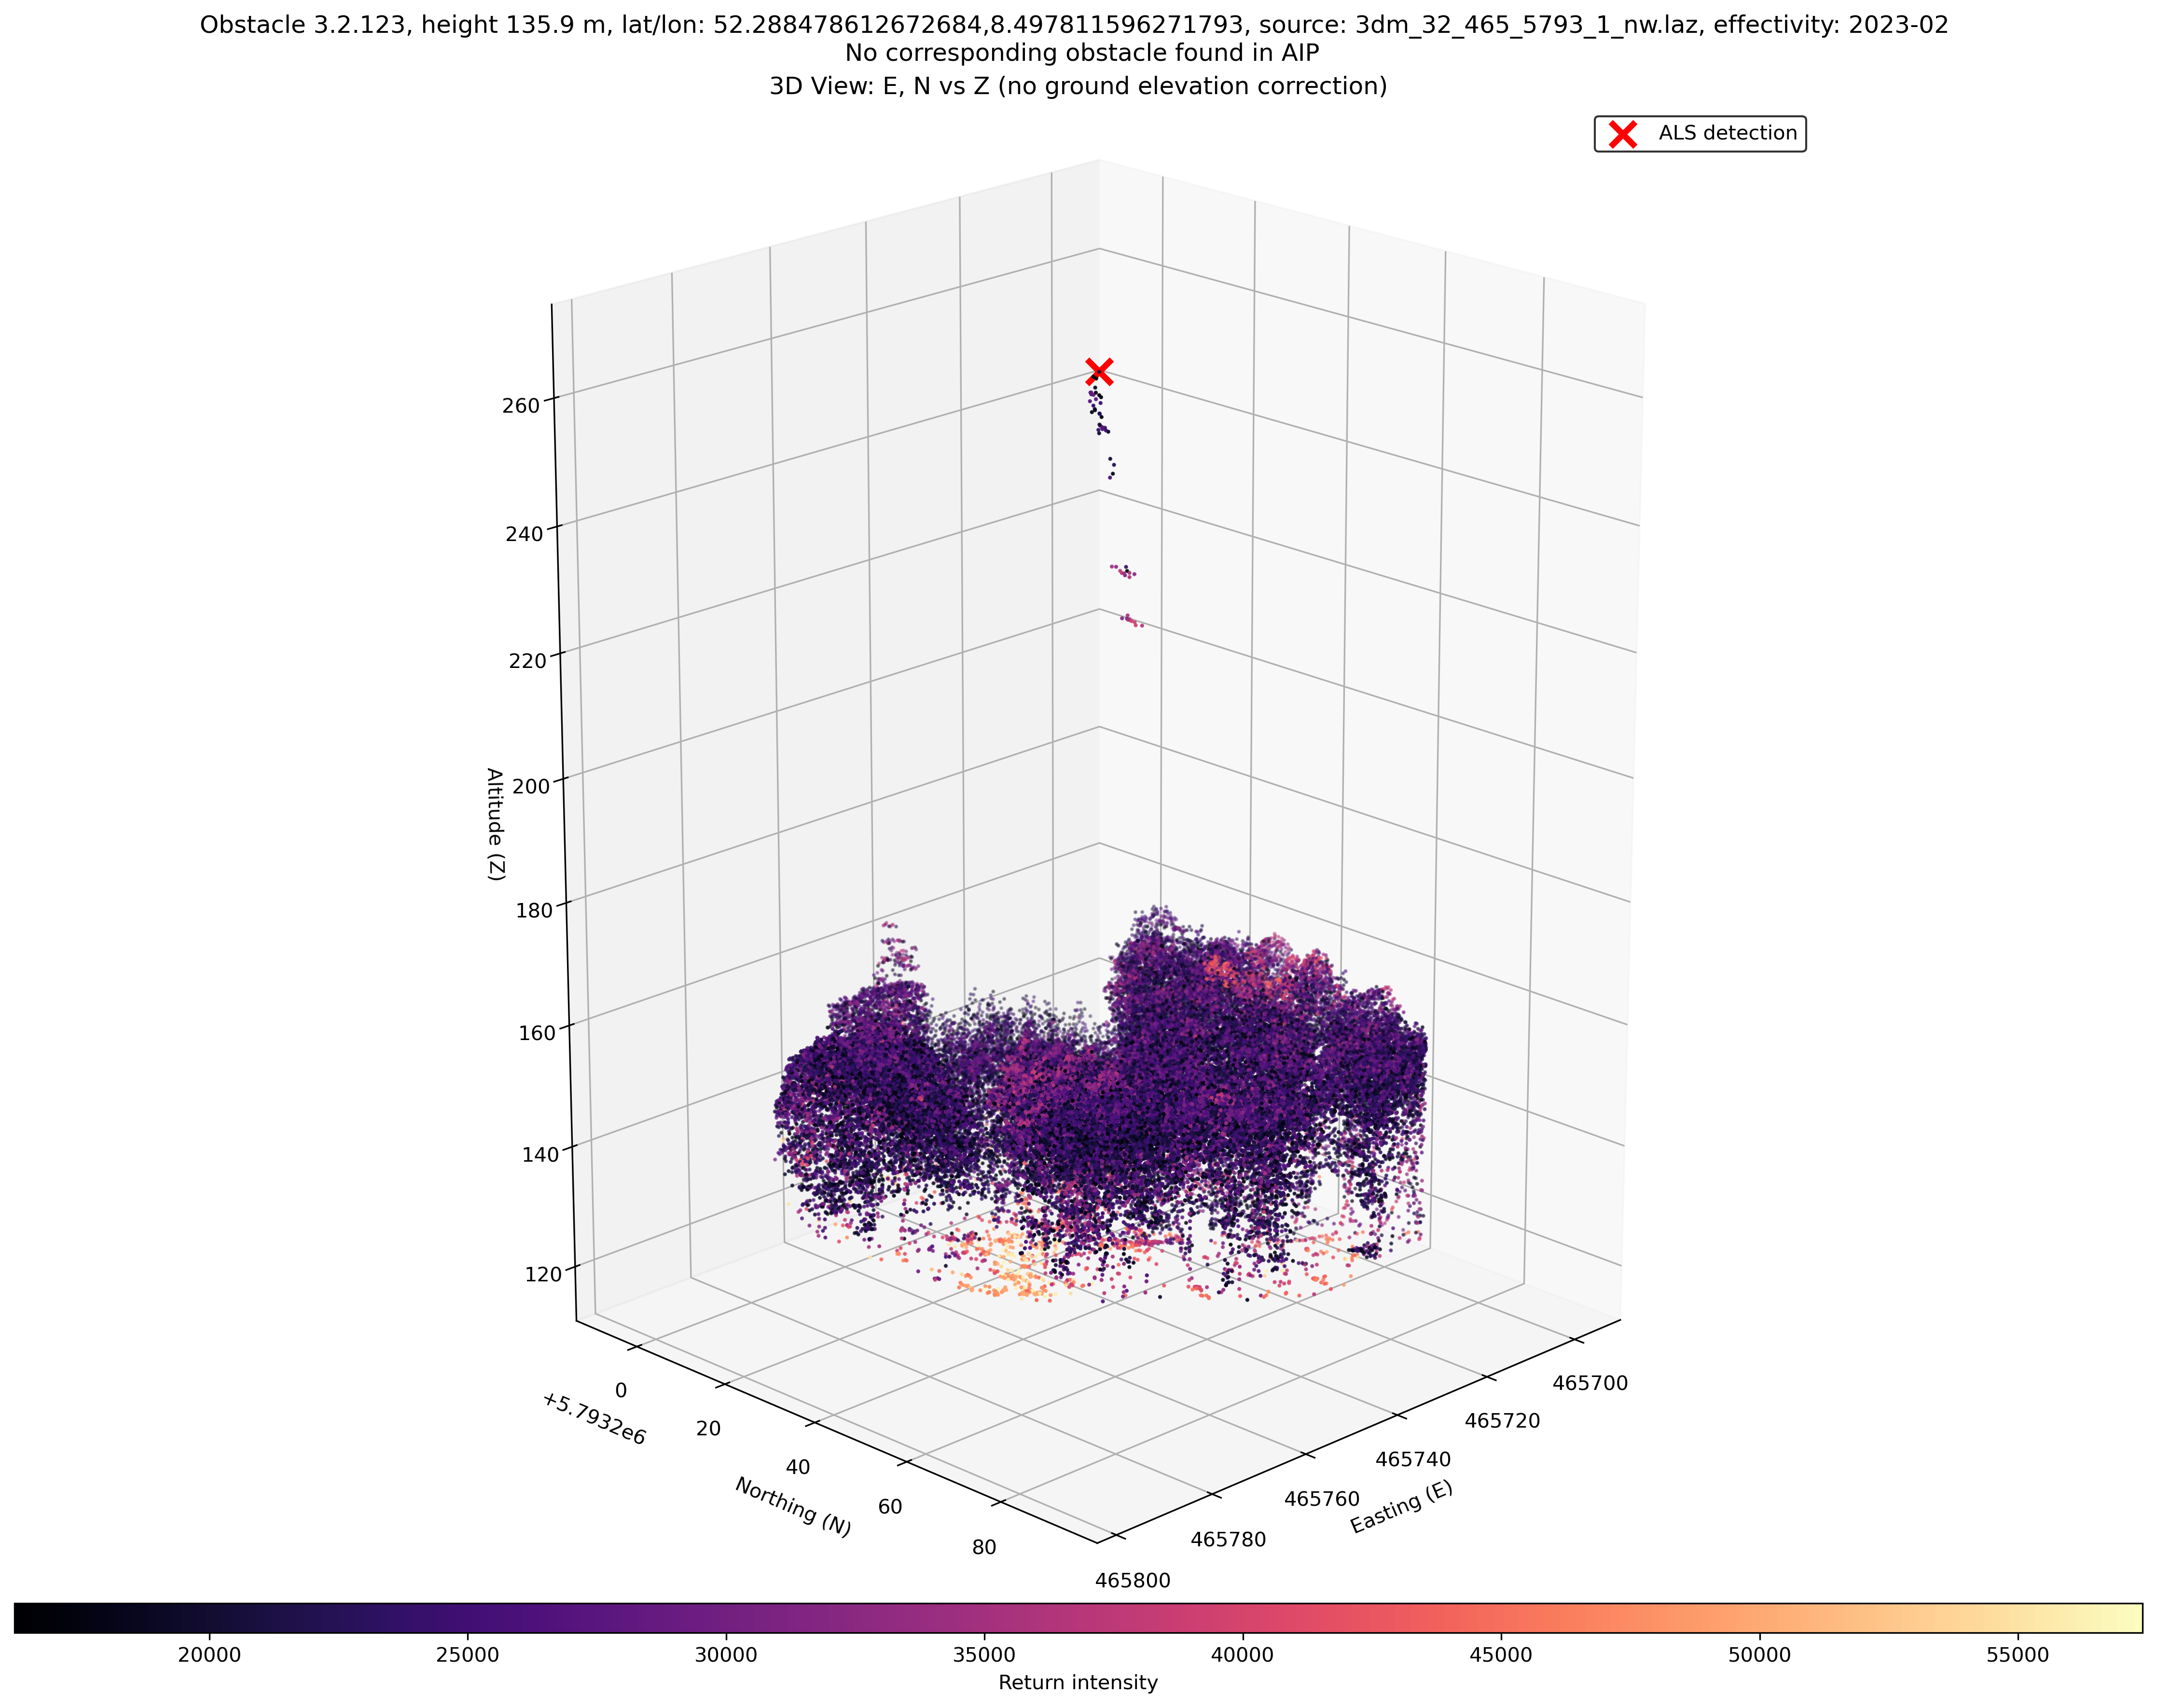 Obstacle 3.2.123, height 135.9 m, lat/lon: 52.288478612672684,8.497811596271793, source: 3dm_32_465_5793_1_nw.laz, effectivity: 2023-02
No corresponding obstacle found in AIP
3D View: E, N vs Z (no ground elevation correction)
ALS detection
260
240
220
200
180
160
140
120
Altitude (Z)
0
20
40
60
80
+5.7932e6
Northing (N)
465700
465720
465740
465760
465780
465800
Easting (E)
20000 25000 30000 35000 40000 45000 50000 55000
Return intensity